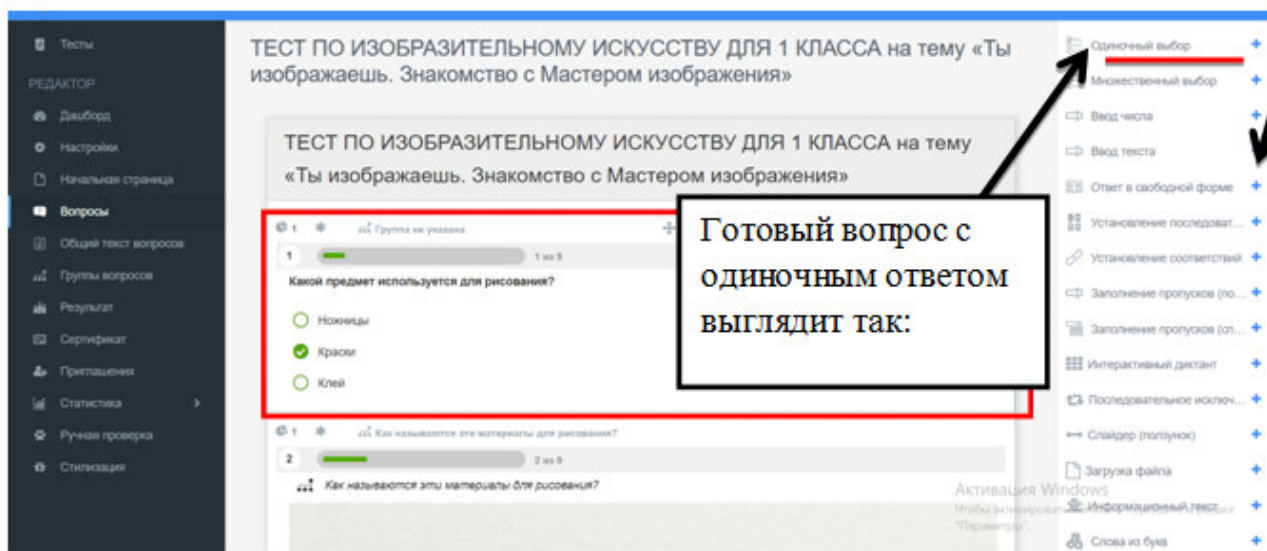 Тесты
РЕДАКТОР
Дашборд
Настройки
Начальная страница
Вопросы
Общий текст вопросов
Группы вопросов
Результат
Сертификат
Приглашения
Статистика
Ручная проверка
Стилизация
ТЕСТ ПО ИЗОБРАЗИТЕЛЬНОМУ ИСКУССТВУ ДЛЯ 1 КЛАССА на тему «Ты
изображаешь. Знакомство с Мастером изображения»
ТЕСТ ПО ИЗОБРАЗИТЕЛЬНОМУ ИСКУССТВУ ДЛЯ 1 КЛАССА на тему
«Ты изображаешь. Знакомство с Мастером изображения»
1 Группа не указана
1 1 из 9
Какой предмет используется для рисования?
Ножницы
Краски
Клей
Готовый вопрос с
одиночным ответом
выглядит так:
1 Как называются эти материалы для рисования?
2 2 из 9
Как называются эти материалы для рисования?
Одиночный выбор
Множественный выбор
Ввод числа
Ввод текста
Ответ в свободной форме
Установление последоват...
Установление соответствий
Заполнение пропусков (по...
Заполнение пропусков (сп...
Интерактивный диктант
Последовательное исключ...
Слайдер (ползунок)
Загрузка файла
Информационный текст
Слова из букв
Активация Windows
"Параметры".